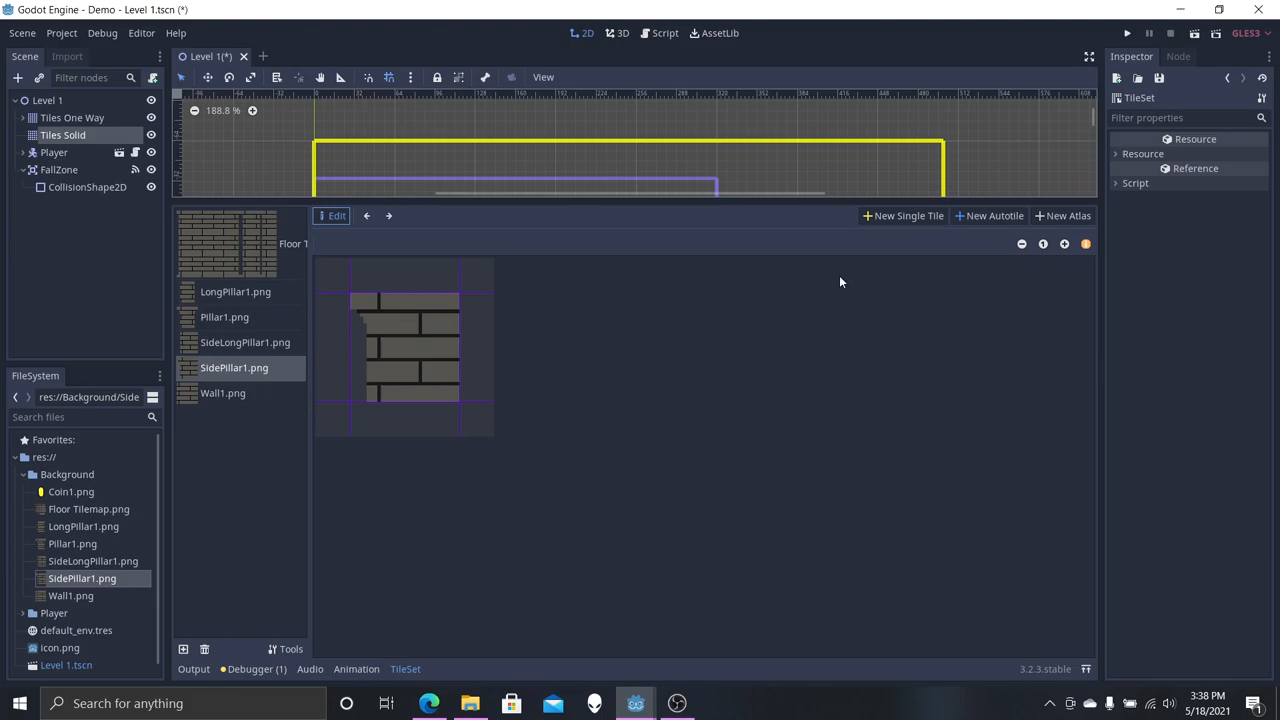 Godot Engine - Demo - Level 1.tscn (*)
Scene Project Debug Editor Help
2D 3D Script AssetLib
GLES3
Scene Import
Level 1(*)
Inspector Node
Filter nodes
View
Level 1
188.8 %
TileSet
Tiles One Way
Filter properties
Tiles Solid
Resource
Player
Resource
FallZone
Reference
CollisionShape2D
Script
Edit
New Single Tile New Autotile New Atlas
Floor T
LongPillar1.png
Pillar1.png
SideLongPillar1.png
SidePillar1.png
Wall1.png
FileSystem
res://Background/Side
Search files
Favorites:
res://
Background
Coin1.png
Floor Tilemap.png
LongPillar1.png
Pillar1.png
SideLongPillar1.png
SidePillar1.png
Wall1.png
Player
default_env.tres
icon.png
Level 1.tscn
Tools
Output Debugger (1) Audio Animation TileSet
3.2.3.stable
Search for anything
3:38 PM
5/18/2021